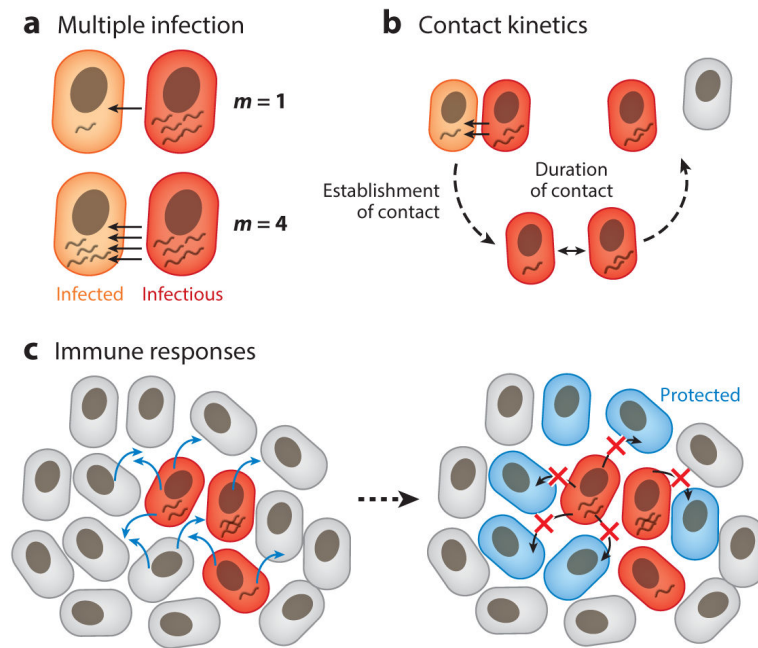 a Multiple infection
m = 1
m = 4
Infected
Infectious
b Contact kinetics
Establishment
of contact
Duration
of contact
c Immune responses
Protected